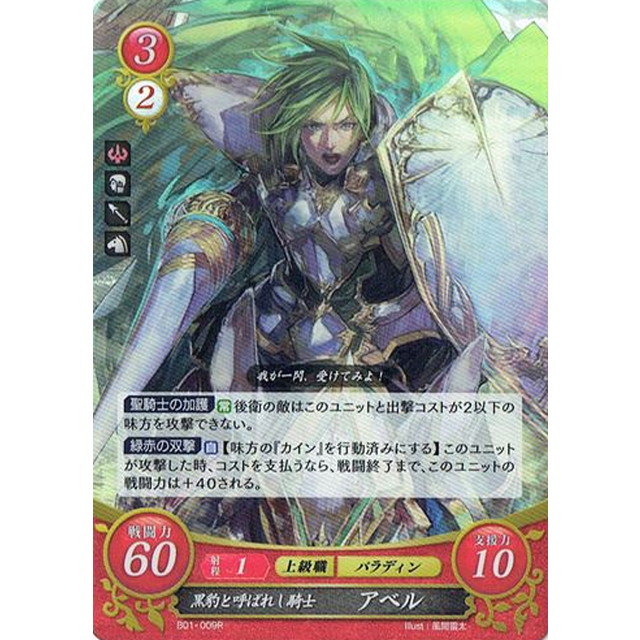 3
2
我が一閃、受けてみよ！
聖騎士の加護 常 後衛の敵はこのユニットと出撃コストが2以下の
味方を攻撃できない。
緑赤の双撃 自【味方の『カイン』を行動済みにする】このユニット
が攻撃した時、コストを支払うなら、戦闘終了まで、このユニットの
戦闘力は＋40される。
戦闘力
60
射程 1 上級職 パラディン
支援力
10
黒豹と呼ばれし騎士 アベル
B01-009R Illust：風間雷太